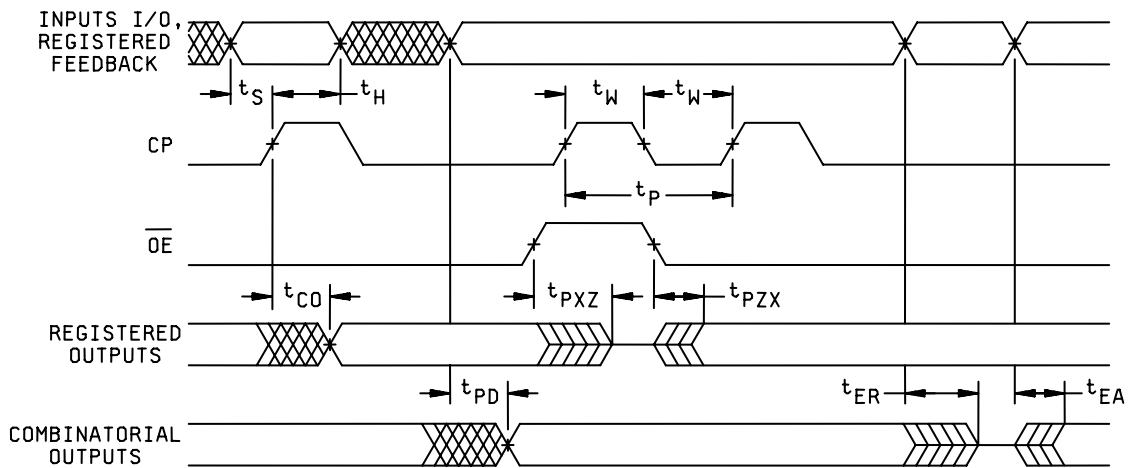 INPUTS I/O,
REGISTERED
FEEDBACK
tS
tH
tW
tW
CP
tP
OE
tCO
tPXZ
tPZX
REGISTERED
OUTPUTS
tPD
tER
tEA
COMBINATORIAL
OUTPUTS